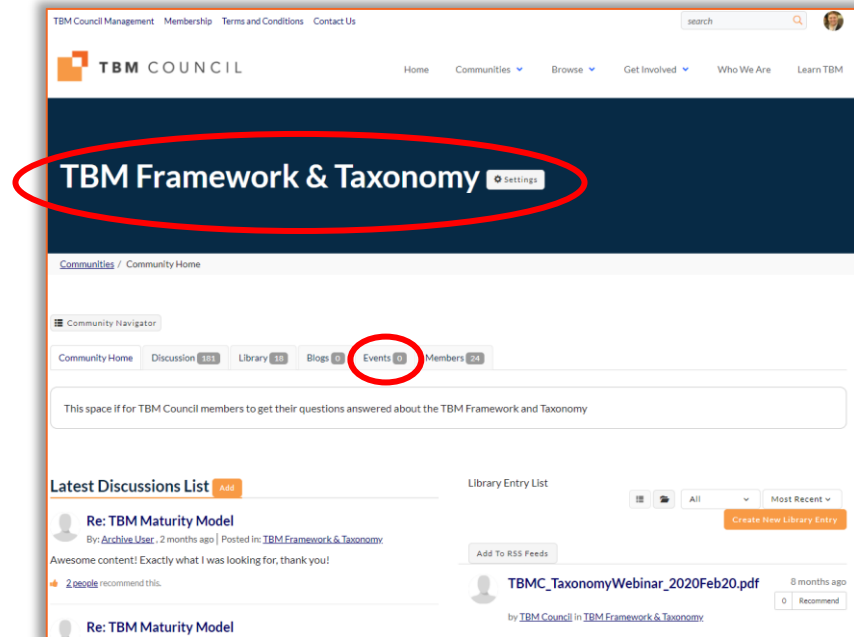 TBM Council Management Membership Terms and Conditions Contact Us
search
TBM COUNCIL
Home Communities Browse Get Involved Who We Are Learn TBM
TBM Framework & Taxonomy Settings
Communities / Community Home
Community Navigator
Community Home Discussion 181 Library 18 Blogs 0 Events 0 Members 24
This space if for TBM Council members to get their questions answered about the TBM Framework and Taxonomy
Latest Discussions List Add
Re: TBM Maturity Model
By: Archive User , 2 months ago | Posted in: TBM Framework & Taxonomy
Awesome content! Exactly what I was looking for, thank you!
2 people recommend this.
Re: TBM Maturity Model
Library Entry List
All Most Recent
Create New Library Entry
Add To RSS Feeds
TBMC_TaxonomyWebinar_2020Feb20.pdf 8 months ago
0 Recommend
by TBM Council in TBM Framework & Taxonomy